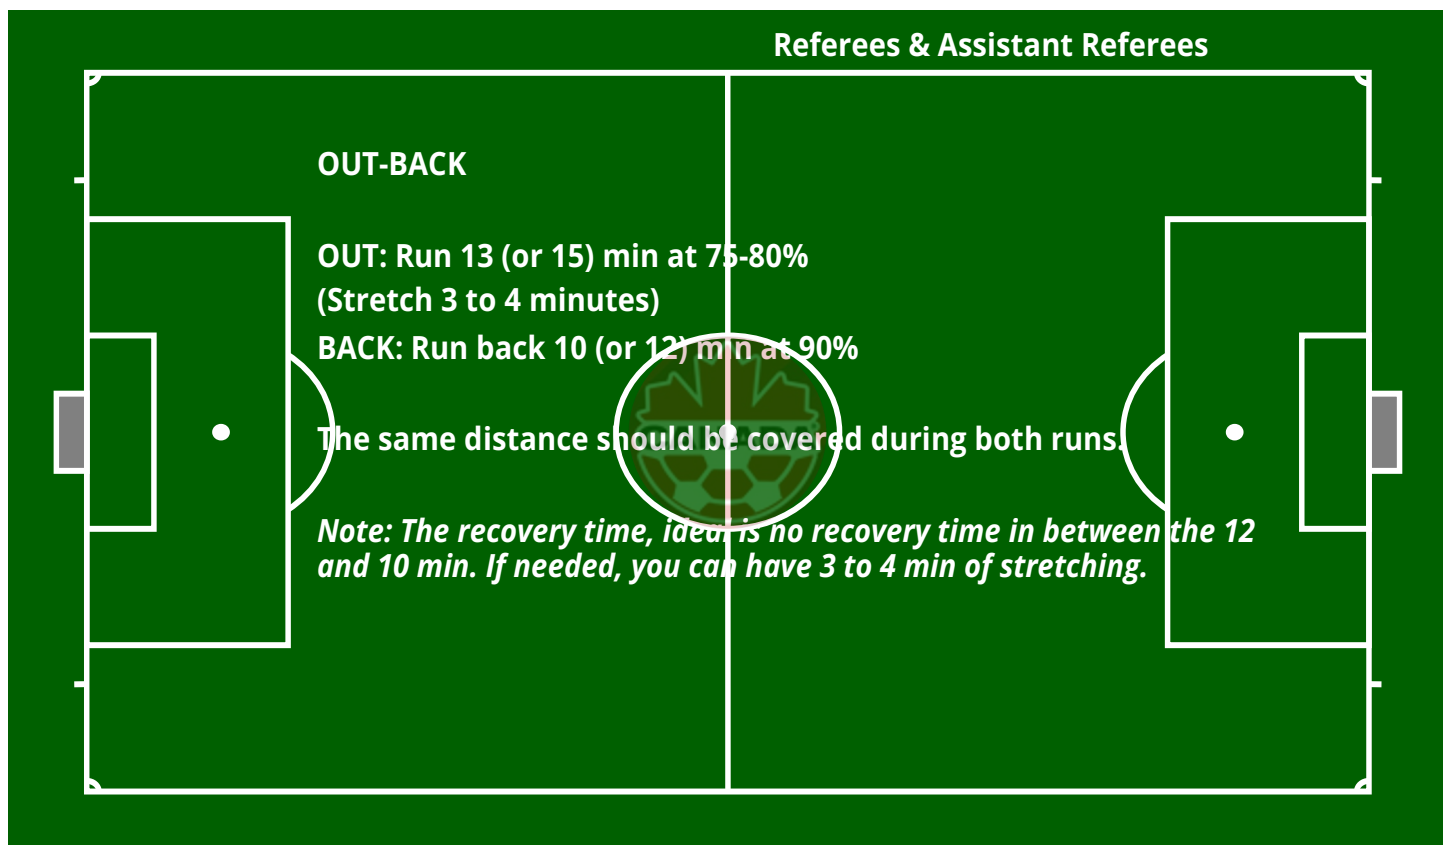 Referees & Assistant Referees
OUT-BACK
OUT: Run 13 (or 15) min at 75-80%
(Stretch 3 to 4 minutes)
BACK: Run back 10 (or 12) min at 90%
The same distance should be covered during both runs.
Note: The recovery time, ideal is no recovery time in between the 12
and 10 min. If needed, you can have 3 to 4 min of stretching.